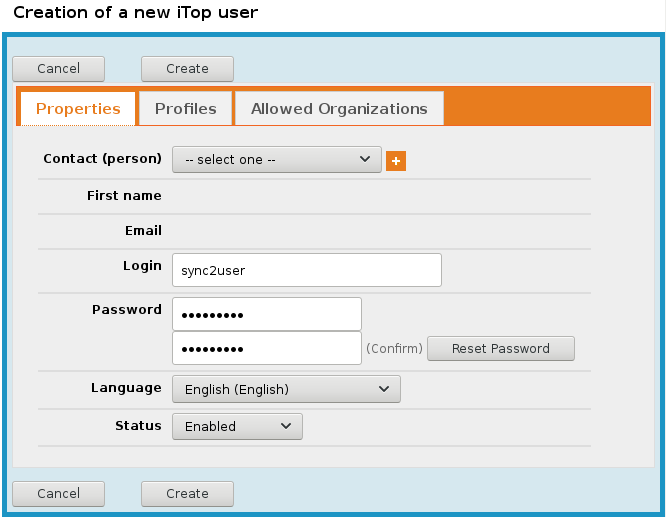 Creation of a new iTop user
Cancel Create
Properties Profiles Allowed Organizations
Contact (person) -- select one -- +
First name
Email
Login sync2user
Password •••••••••
••••••••• (Confirm) Reset Password
Language English (English)
Status Enabled
Cancel Create